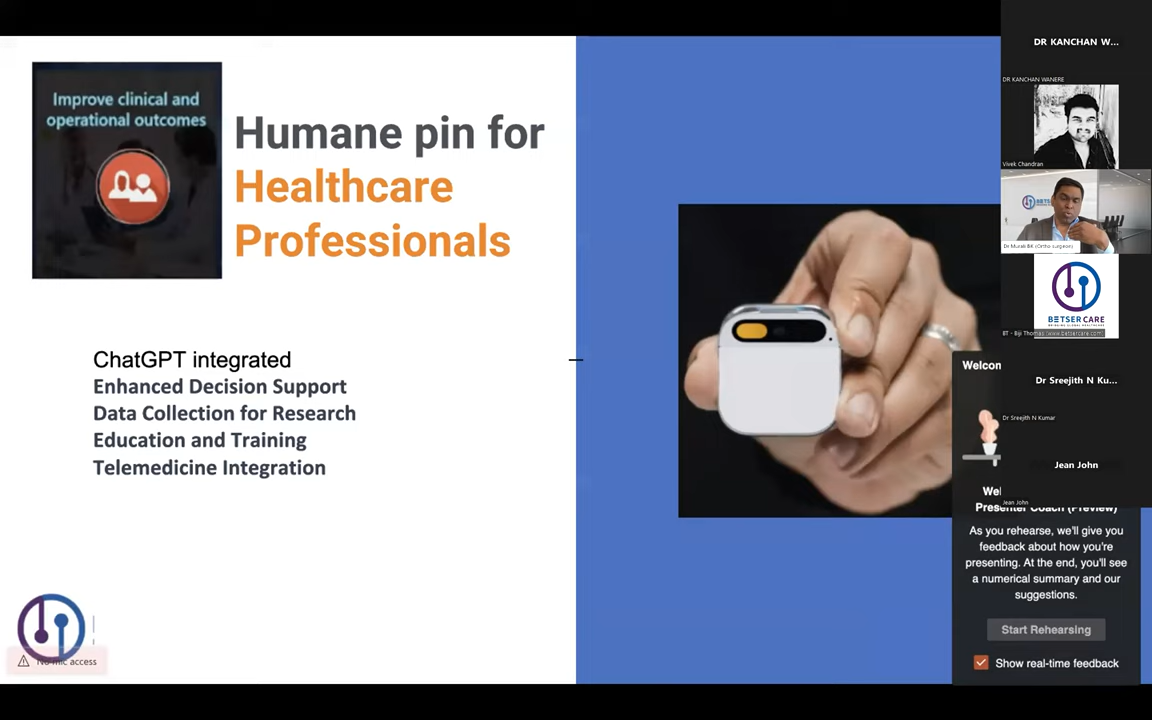 Improve clinical and
operational outcomes
Humane pin for
Healthcare
Professionals
ChatGPT integrated
Enhanced Decision Support
Data Collection for Research
Education and Training
Telemedicine Integration
No mic access
DR KANCHAN W...
DR KANCHAN WANERE
Vivek Chandran
BETS
Dr Murali BK (Ortho surgeon)
BETSER CARE
BRIDGING GLOBAL HEALTHCARE
BT - Biji Thomas (www.betsercare.com)
Dr Sreejith N Ku...
Dr Sreejith N Kumar
Jean John
Jean John
Welcom
Wel
Presenter Coach (Preview)
As you rehearse, we'll give you
feedback about how you're
presenting. At the end, you'll see
a numerical summary and our
suggestions.
Start Rehearsing
Show real-time feedback